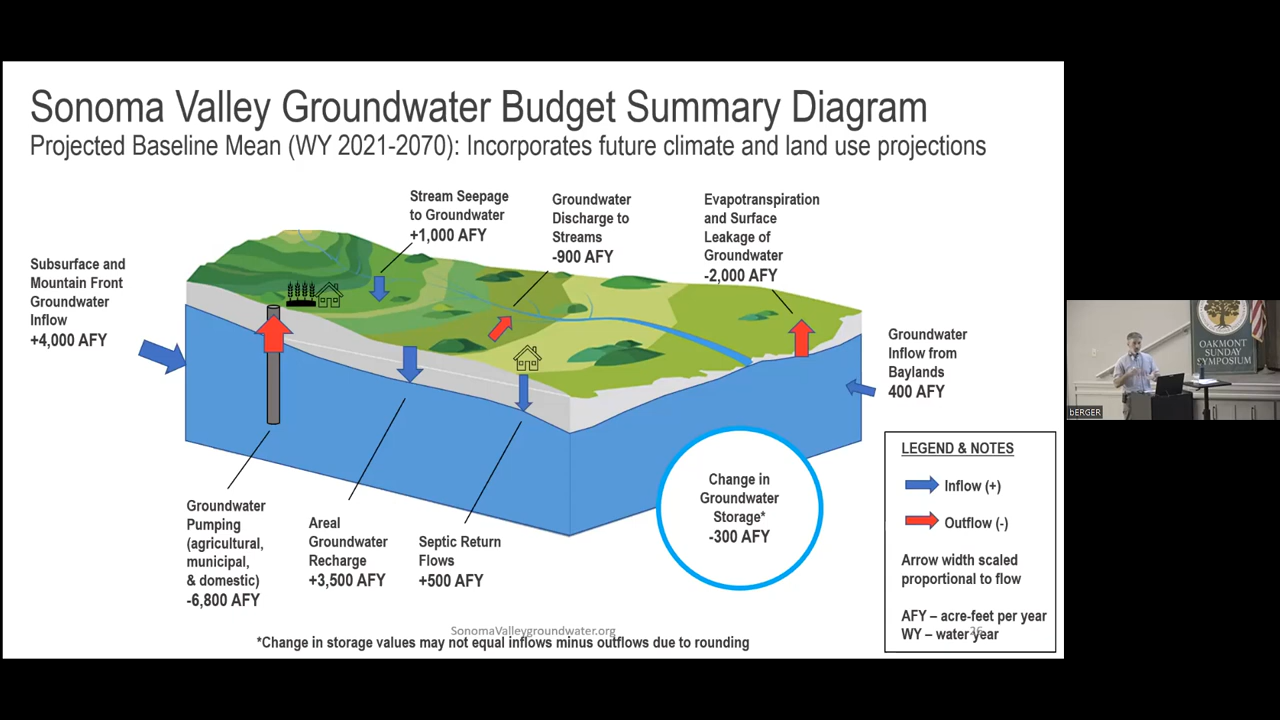 Sonoma Valley Groundwater Budget Summary Diagram
Projected Baseline Mean (WY 2021-2070): Incorporates future climate and land use projections
Stream Seepage
to Groundwater
+1,000 AFY
Groundwater
Discharge to
Streams
-900 AFY
Evapotranspiration
and Surface
Leakage of
Groundwater
-2,000 AFY
Subsurface and
Mountain Front
Groundwater
Inflow
+4,000 AFY
Groundwater
Inflow from
Baylands
400 AFY
Groundwater
Pumping
(agricultural,
municipal,
& domestic)
-6,800 AFY
Areal
Groundwater
Recharge
+3,500 AFY
Septic Return
Flows
+500 AFY
Change in
Groundwater
Storage*
-300 AFY
LEGEND & NOTES
Inflow (+)
Outflow (-)
Arrow width scaled
proportional to flow
AFY – acre-feet per year
WY – water year
SonomaValleygroundwater.org
*Change in storage values may not equal inflows minus outflows due to rounding
OAKMONT
SUNDAY
SYMPOSIUM
bERGER